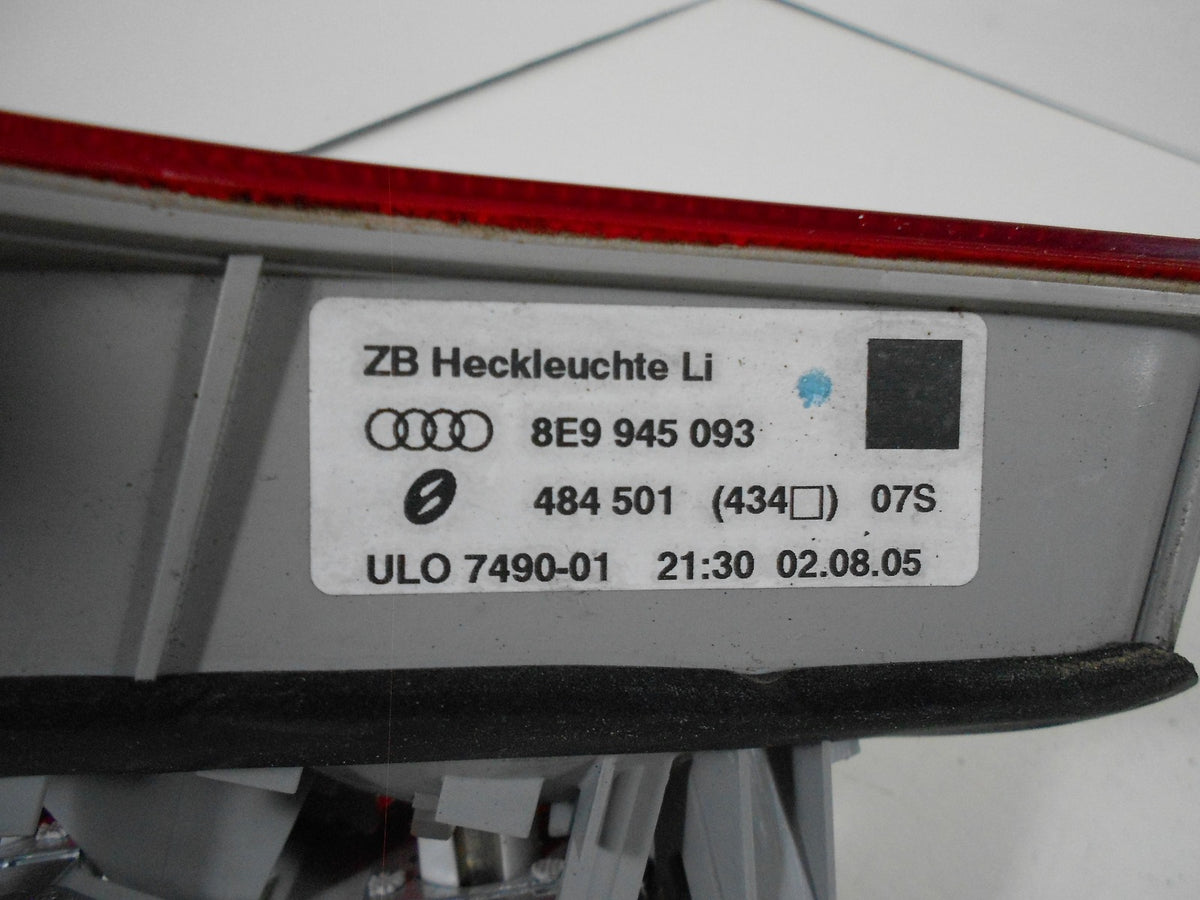 ZB Heckleuchte Li
8E9 945 093
484 501 (434□) 07S
ULO 7490-01 21:30 02.08.05